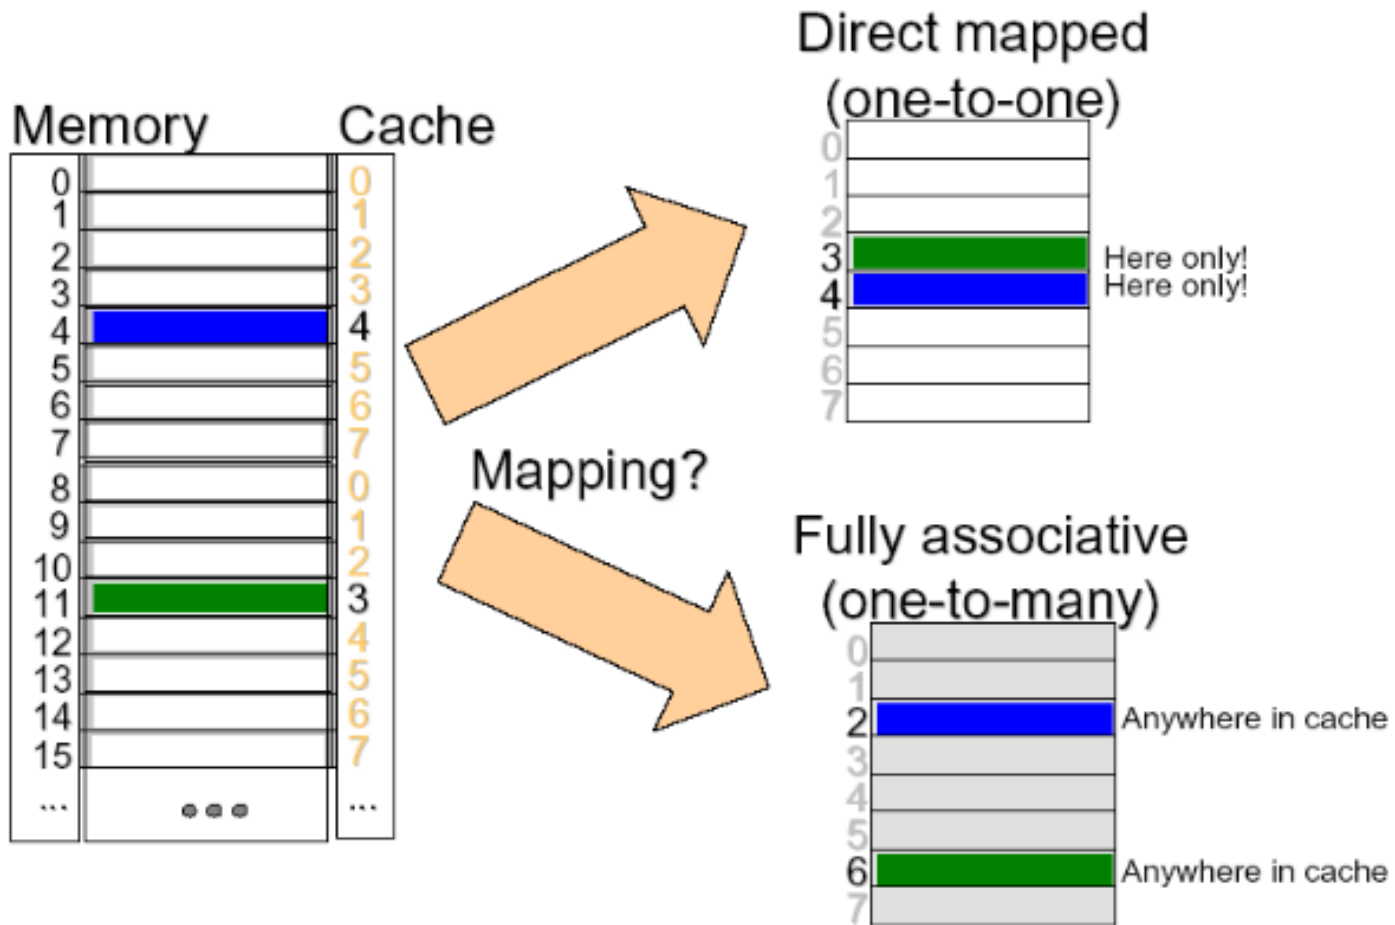 Memory
Cache
0 0
1 1
2 2
3 3
4 4
5 5
6 6
7 7
8 0
9 1
10 2
11 3
12 4
13 5
14 6
15 7
... ...
Mapping?
Direct mapped
(one-to-one)
0
1
2
3 Here only!
4 Here only!
5
6
7
Fully associative
(one-to-many)
0
1
2 Anywhere in cache
3
4
5
6 Anywhere in cache
7